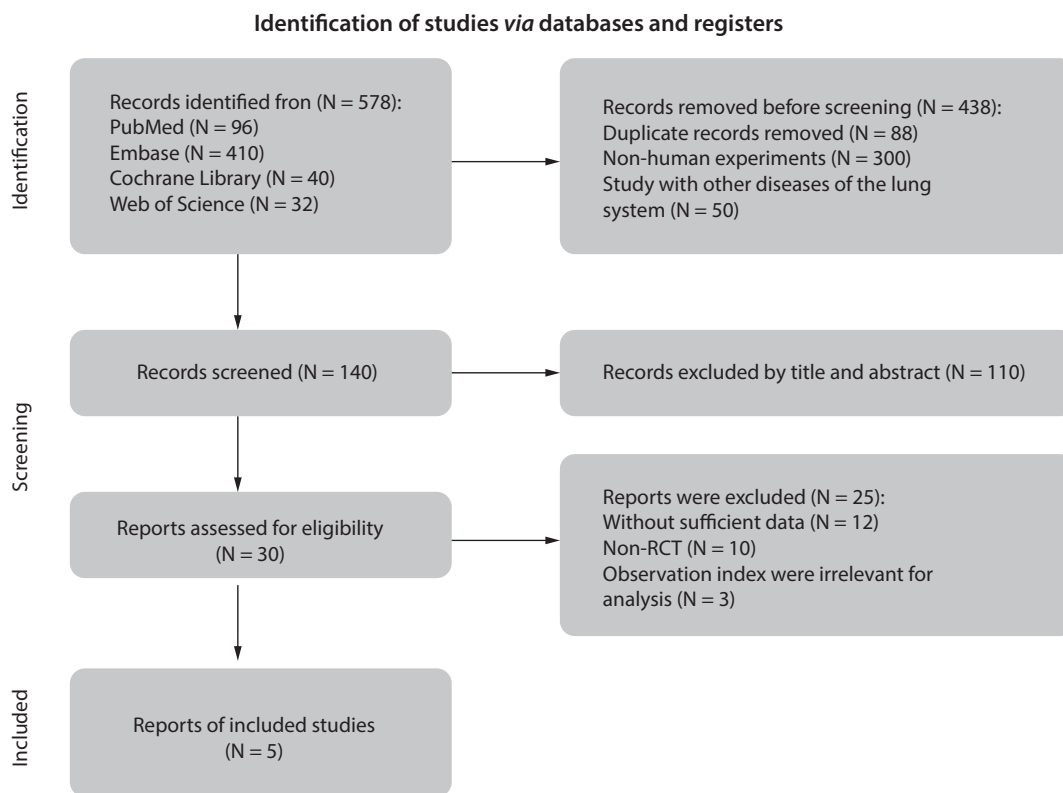 Identification of studies via databases and registers
Identification
Records identified fron (N = 578):
PubMed (N = 96)
Embase (N = 410)
Cochrane Library (N = 40)
Web of Science (N = 32)
Records removed before screening (N = 438):
Duplicate records removed (N = 88)
Non-human experiments (N = 300)
Study with other diseases of the lung
system (N = 50)
Screening
Records screened (N = 140)
Records excluded by title and abstract (N = 110)
Reports assessed for eligibility
(N = 30)
Reports were excluded (N = 25):
Without sufficient data (N = 12)
Non-RCT (N = 10)
Observation index were irrelevant for
analysis (N = 3)
Included
Reports of included studies
(N = 5)